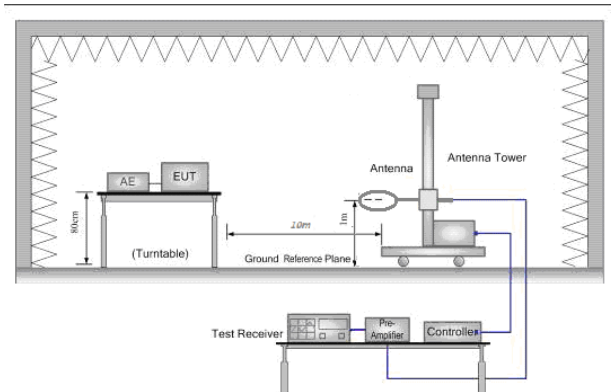 Antenna Tower
Antenna
EUT
AE
80cm
10m
1m
(Turntable)
Ground Reference Plane
Test Receiver
Pre-
Amplifier
Controller